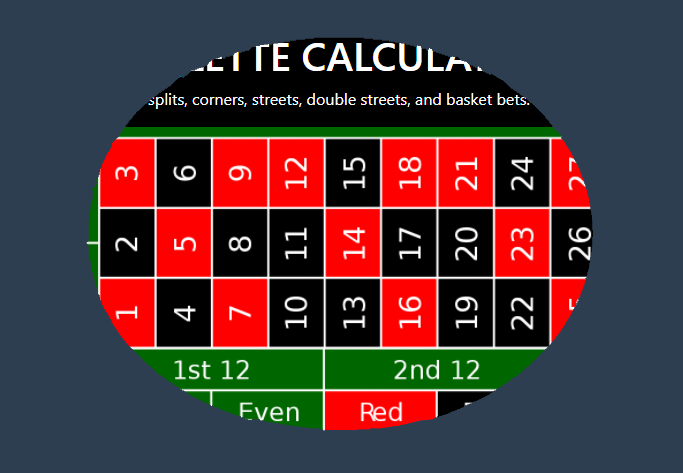 LETTE CALCULA
splits, corners, streets, double streets, and basket bets.
3 6 9 12 15 18 21 24 27
2 5 8 11 14 17 20 23 26
1 4 7 10 13 16 19 22
1st 12 2nd 12
Even Red